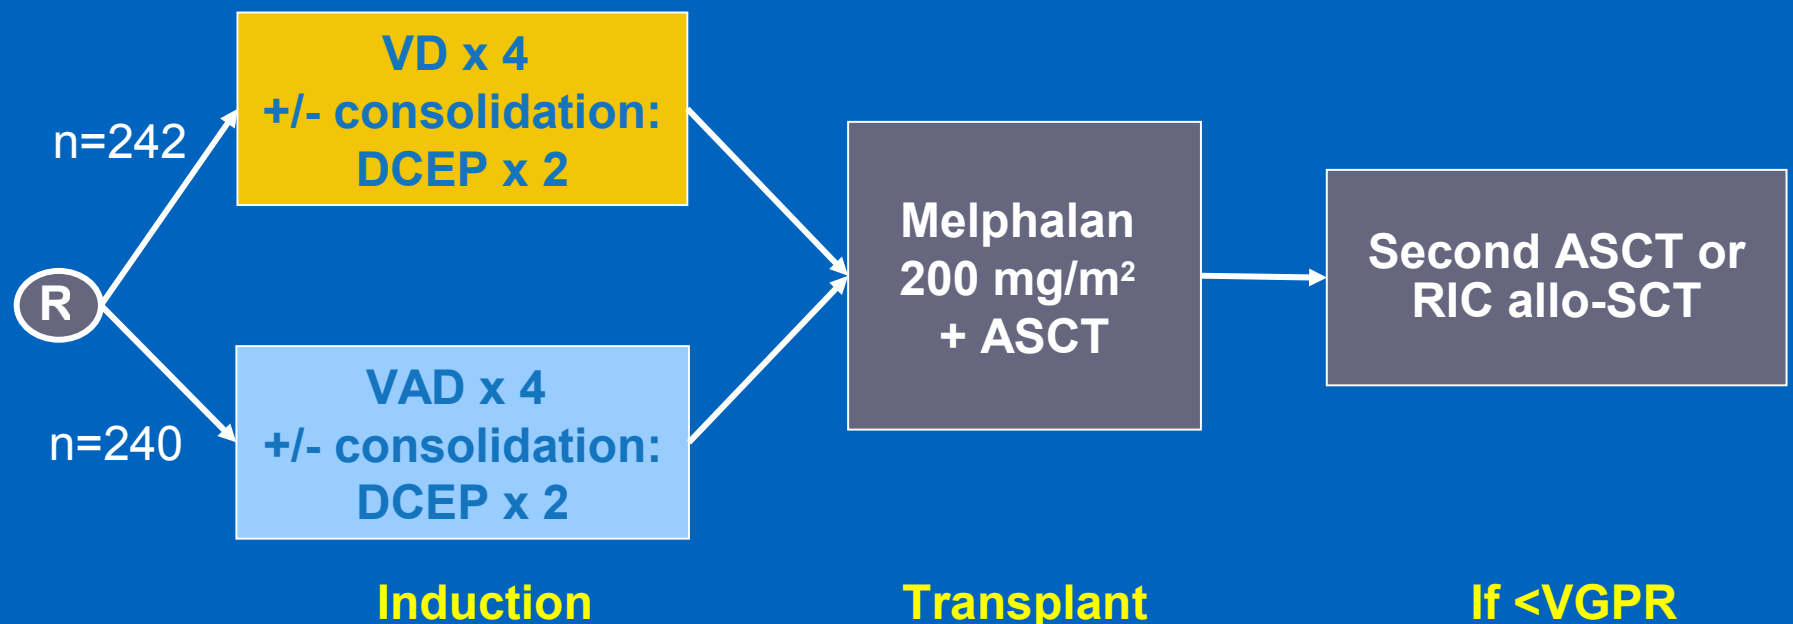 n=242
VD x 4
+/- consolidation:
DCEP x 2
R
n=240
VAD x 4
+/- consolidation:
DCEP x 2
Melphalan
200 mg/m²
+ ASCT
Second ASCT or
RIC allo-SCT
Induction
Transplant
If <VGPR